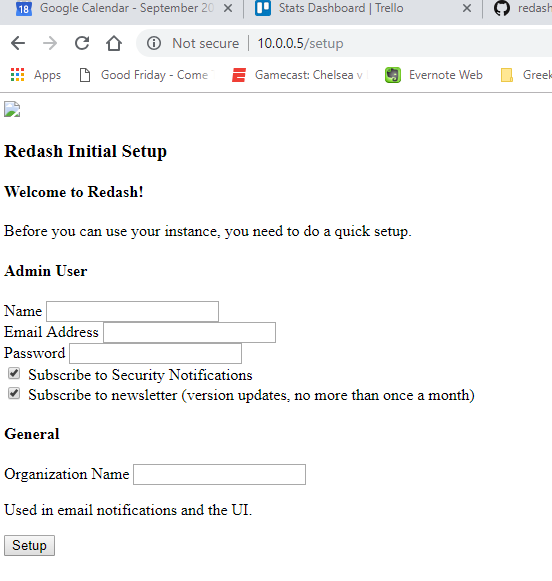 18 Google Calendar - September 20
Stats Dashboard | Trello
redash
Not secure | 10.0.0.5/setup
Apps
Good Friday - Come
Gamecast: Chelsea v
Evernote Web
Greek
Redash Initial Setup
Welcome to Redash!
Before you can use your instance, you need to do a quick setup.
Admin User
Name
Email Address
Password
Subscribe to Security Notifications
Subscribe to newsletter (version updates, no more than once a month)
General
Organization Name
Used in email notifications and the UI.
Setup